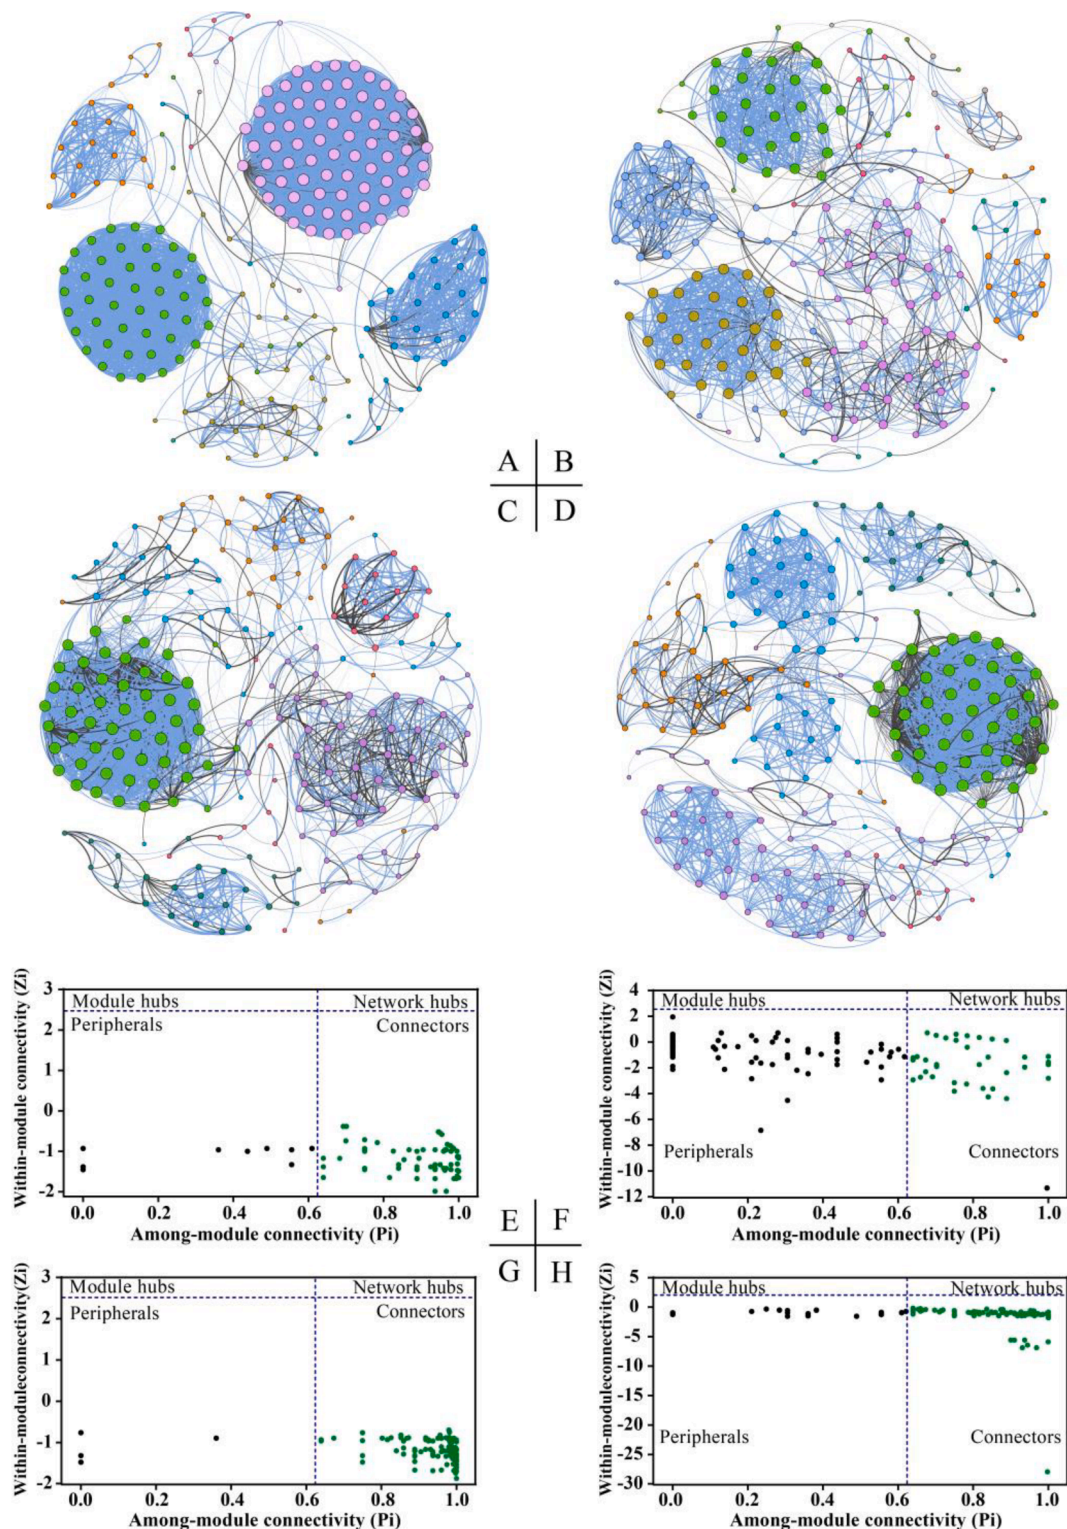 A B
C D
Within-module connectivity (Zi)
3
2
1
0
-1
-2
Module hubs
Network hubs
Peripherals
Connectors
0.0 0.2 0.4 0.6 0.8 1.0
Among-module connectivity (Pi)
Within-module connectivity (Zi)
4
2
0
-2
-4
-6
-8
-10
-12
Module hubs
Network hubs
Peripherals
Connectors
0.0 0.2 0.4 0.6 0.8 1.0
Among-module connectivity (Pi)
E F
G H
Within-moduleconnectivity(Zi)
3
2
1
0
-1
-2
Module hubs
Network hubs
Peripherals
Connectors
0.0 0.2 0.4 0.6 0.8 1.0
Among-module connectivity (Pi)
Within-moduleconnectivity(Zi)
5
0
-5
-10
-15
-20
-25
-30
Module hubs
Network hubs
Peripherals
Connectors
0.0 0.2 0.4 0.6 0.8 1.0
Among-module connectivity (Pi)